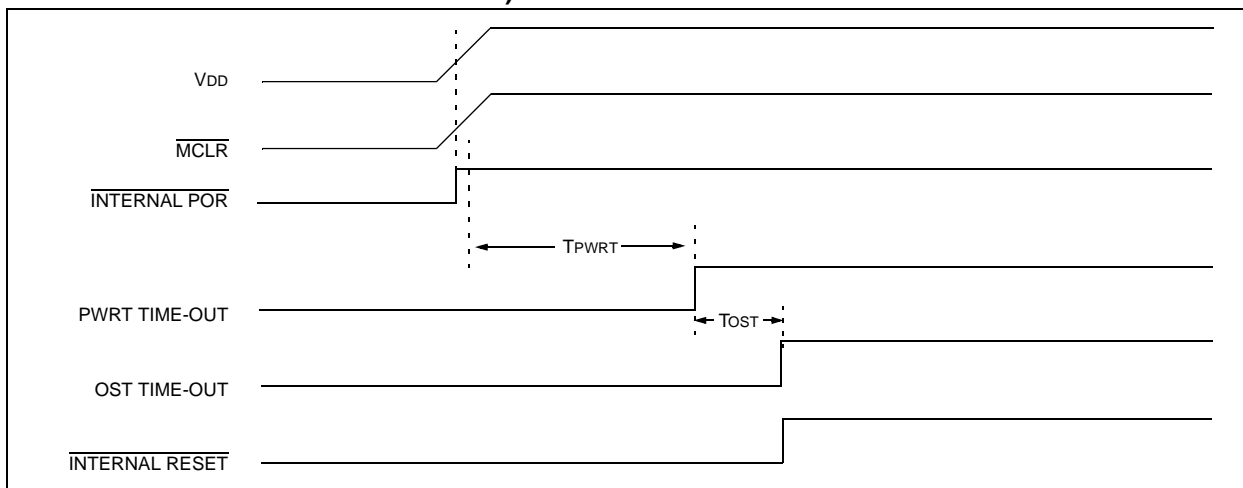 )
VDD
MCLR
INTERNAL POR
TPWRT
PWRT TIME-OUT
TOST
OST TIME-OUT
INTERNAL RESET